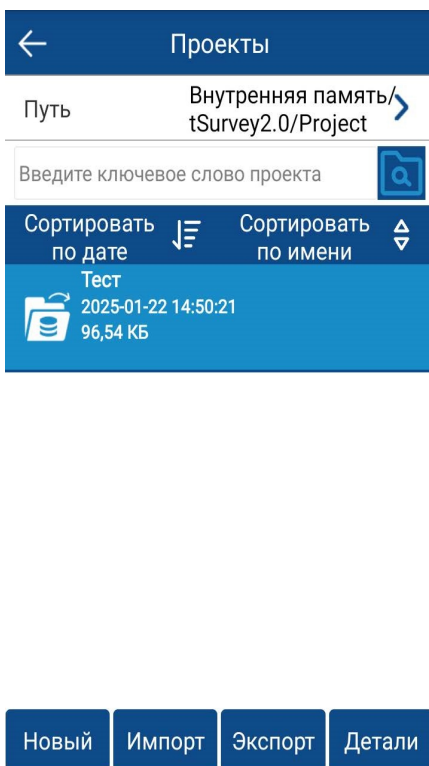 Проекты
Путь
Внутренняя память/
tSurvey2.0/Project
Введите ключевое слово проекта
Сортировать
по дате
Сортировать
по имени
Тест
2025-01-22 14:50:21
96,54 КБ
Новый
Импорт
Экспорт
Детали